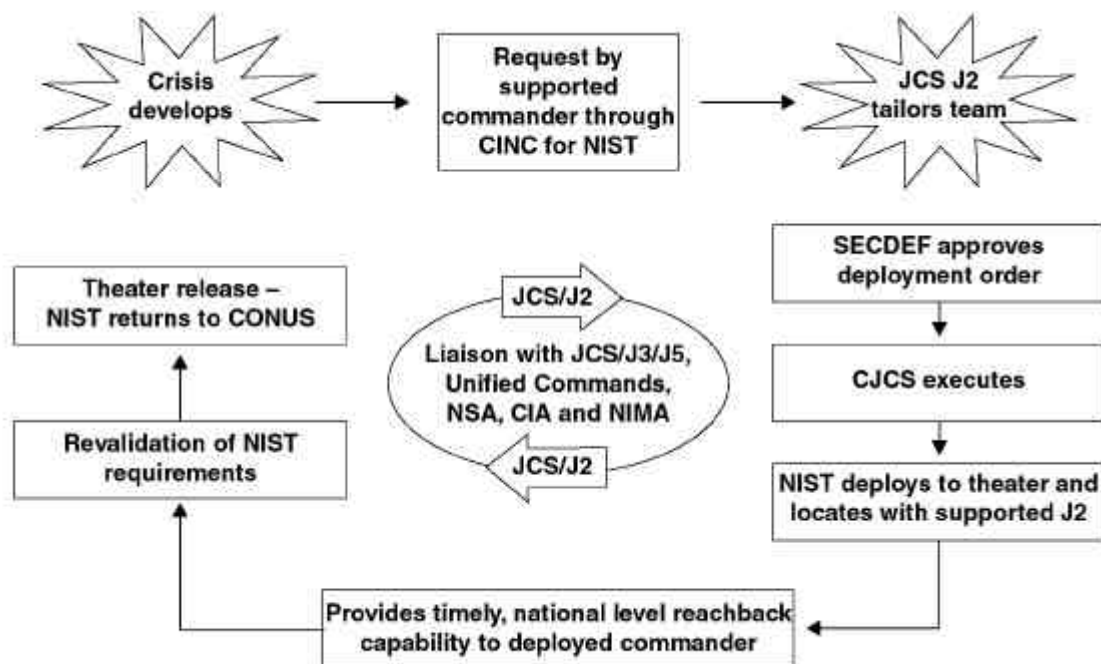 Crisis
develops
Request by
supported
commander through
CINC for NIST
JCS J2
tailors team
SECDEF approves
deployment order
CJCS executes
NIST deploys to theater and
locates with supported J2
Provides timely, national level reachback
capability to deployed commander
Revalidation of NIST
requirements
Theater release –
NIST returns to CONUS
JCS/J2
Liaison with JCS/J3/J5,
Unified Commands,
NSA, CIA and NIMA
JCS/J2